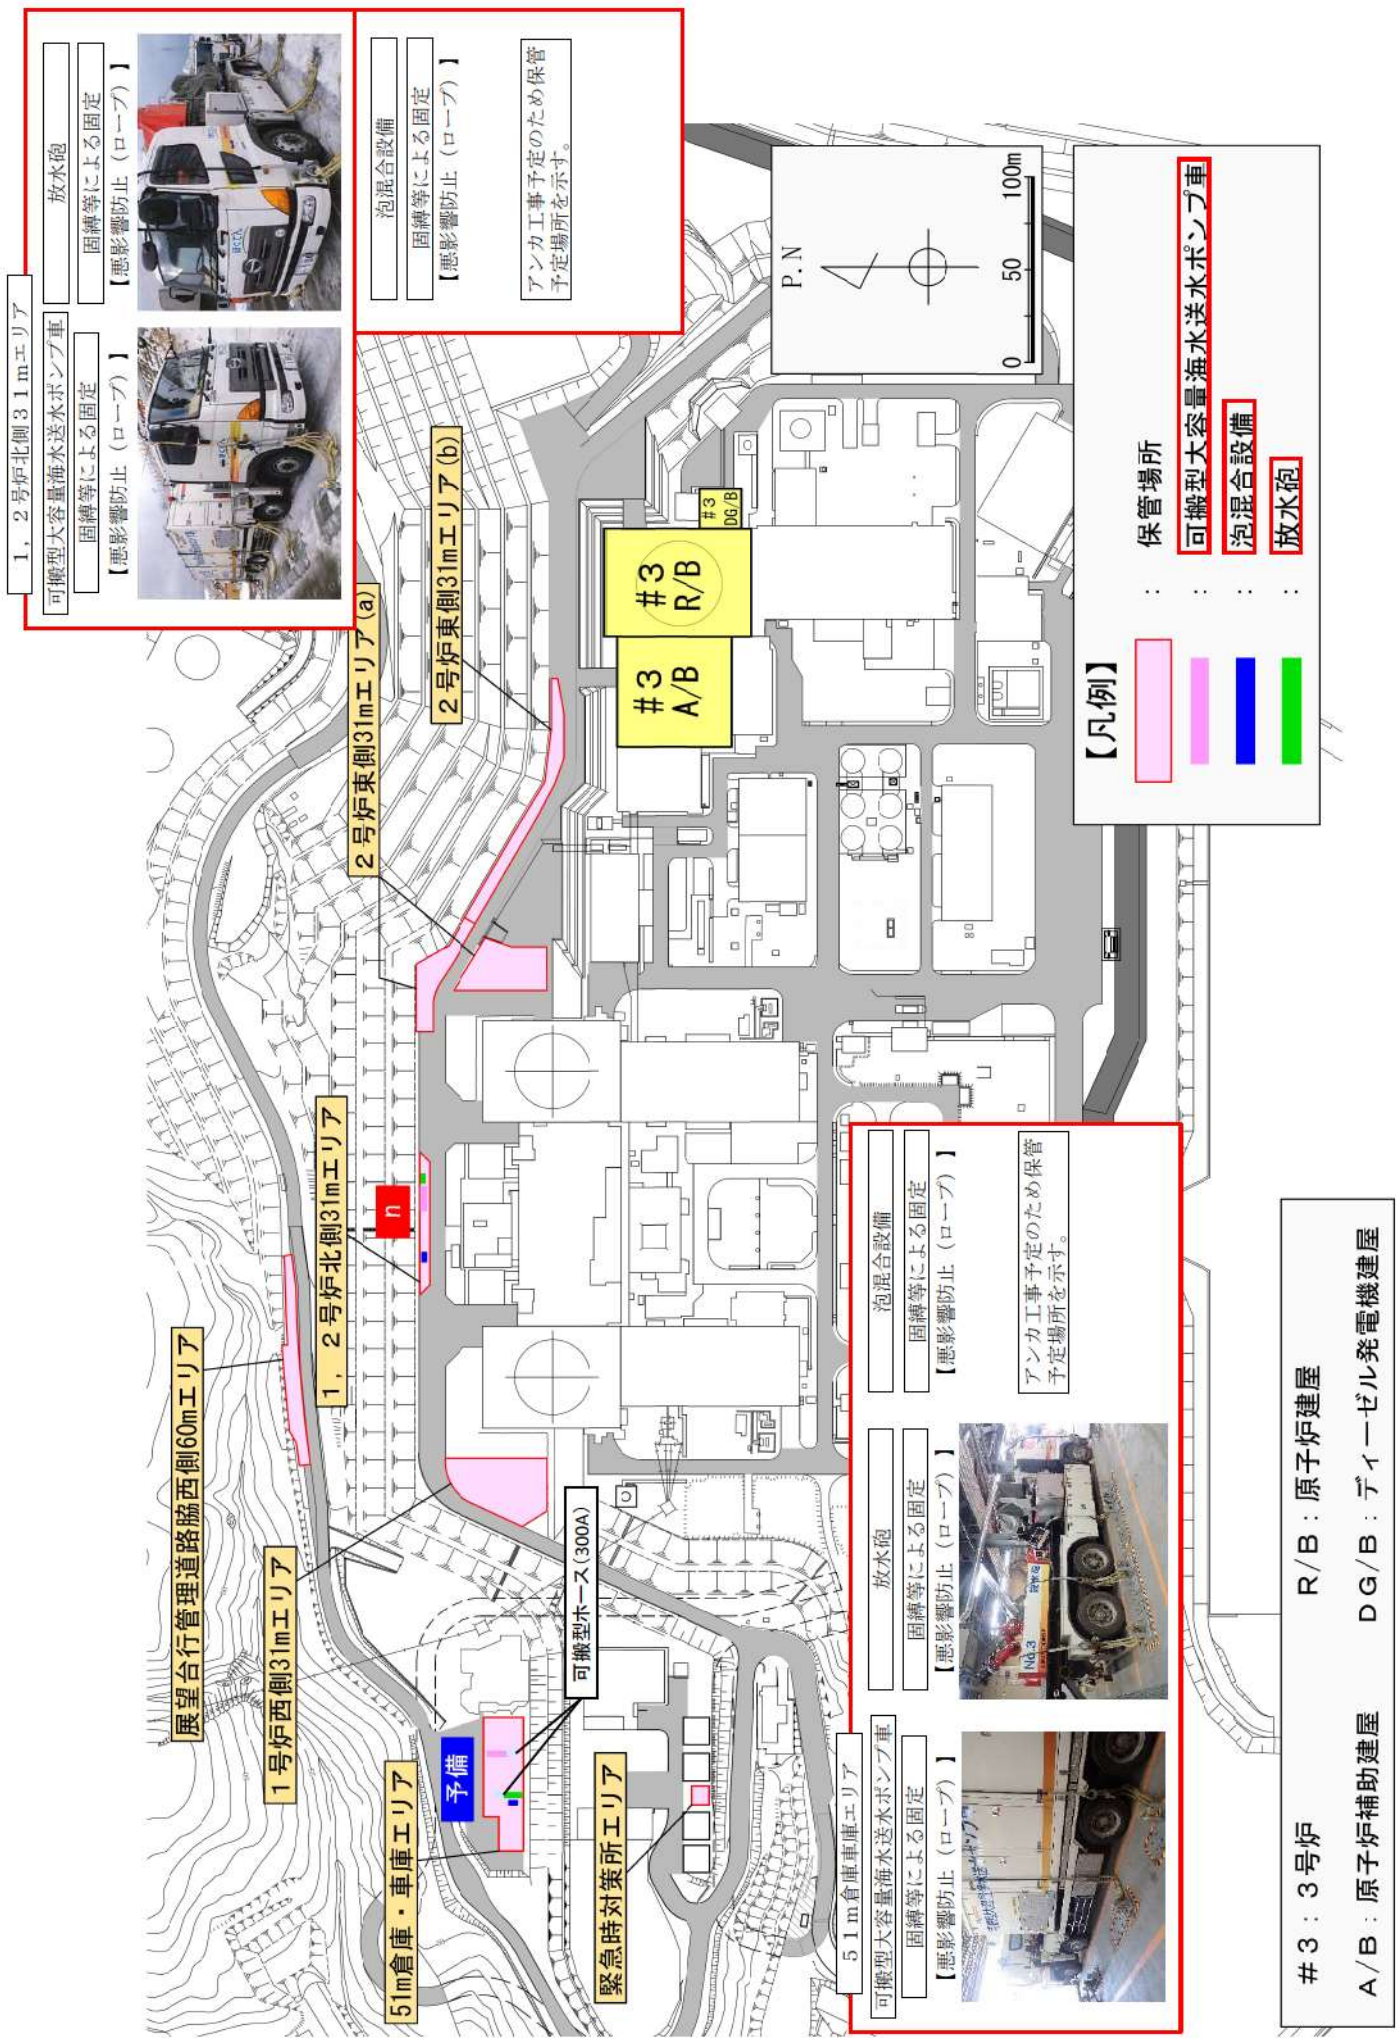 1，2号炉北側31mエリア
可搬型大容量海水送水ポンプ車
固縛等による固定
【悪影響防止（ロープ）】
放水砲
固縛等による固定
【悪影響防止（ロープ）】
泡混合設備
固縛等による固定
【悪影響防止（ロープ）】
アンカ工事予定のため保管
予定場所を示す。
展望台行管理道路脇西側60mエリア
1号炉西側31mエリア
1，2号炉北側31mエリア
2号炉東側31mエリア(a)
2号炉東側31mエリア(b)
n
51m倉庫・車庫エリア
予備
可搬型ホース(300A)
緊急時対策所エリア
#3
A/B
#3
R/B
#3
DG/B
P.N
0
50
100m
51m倉庫車庫エリア
可搬型大容量海水送水ポンプ車
固縛等による固定
【悪影響防止（ロープ）】
放水砲
固縛等による固定
【悪影響防止（ロープ）】
No.3
泡混合設備
固縛等による固定
【悪影響防止（ロープ）】
アンカ工事予定のため保管
予定場所を示す。
【凡例】
：保管場所
：可搬型大容量海水送水ポンプ車
：泡混合設備
：放水砲
#3：3号炉
R/B：原子炉建屋
A/B：原子炉補助建屋
DG/B：ディーゼル発電機建屋